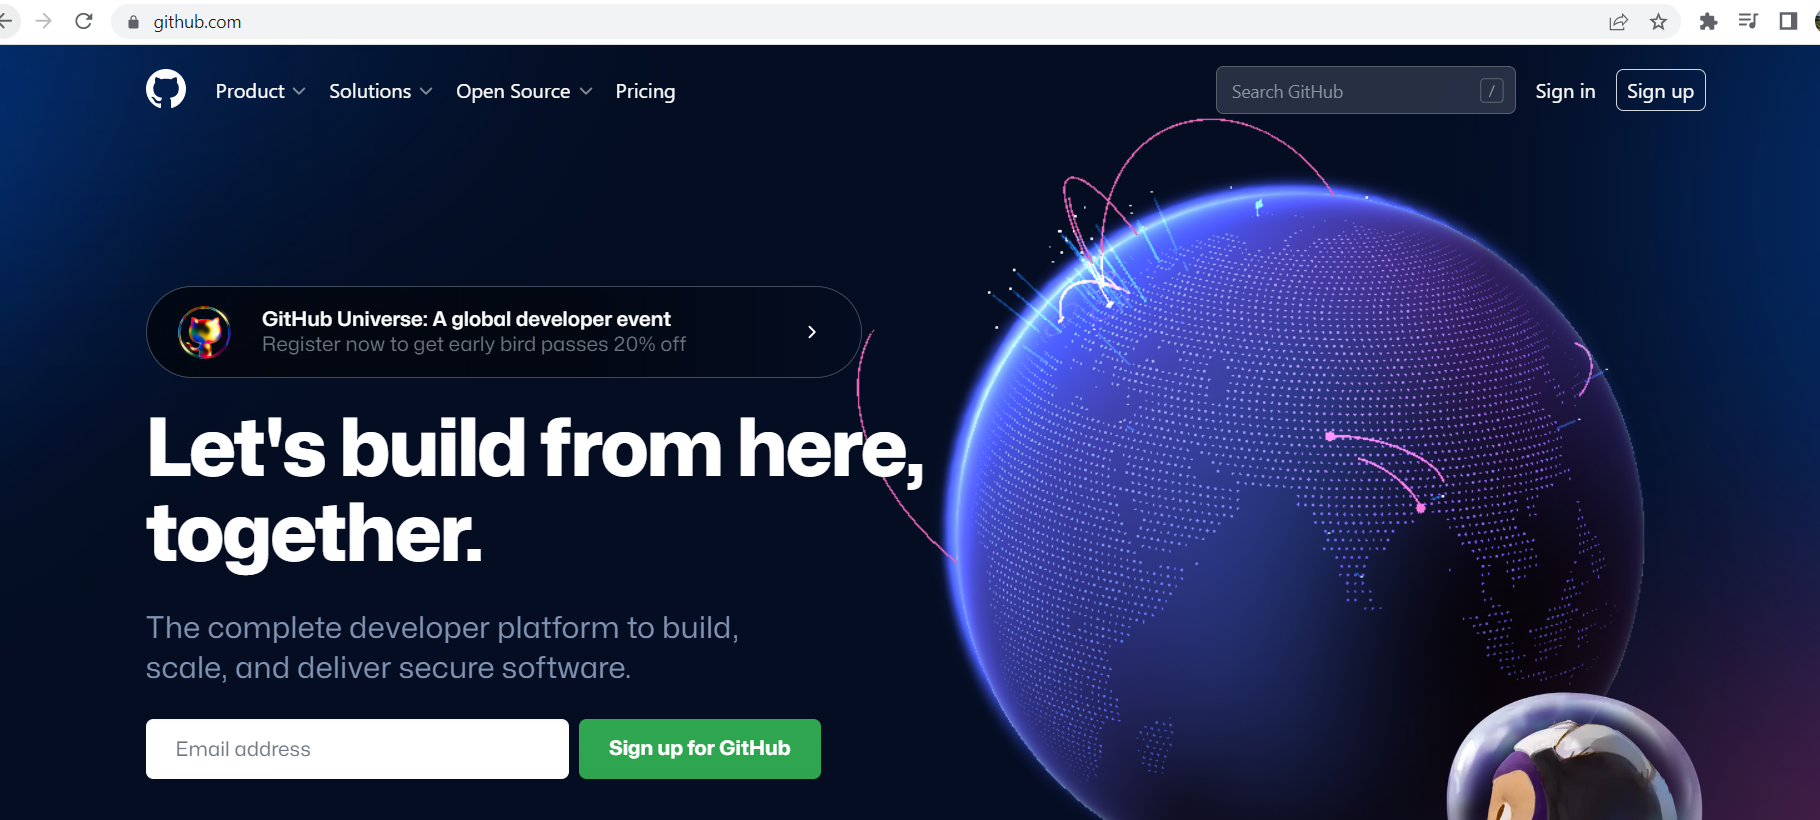 github.com
Product
Solutions
Open Source
Pricing
Search GitHub
/
Sign in
Sign up
GitHub Universe: A global developer event
Register now to get early bird passes 20% off
Let's build from here,
together.
The complete developer platform to build,
scale, and deliver secure software.
Email address
Sign up for GitHub